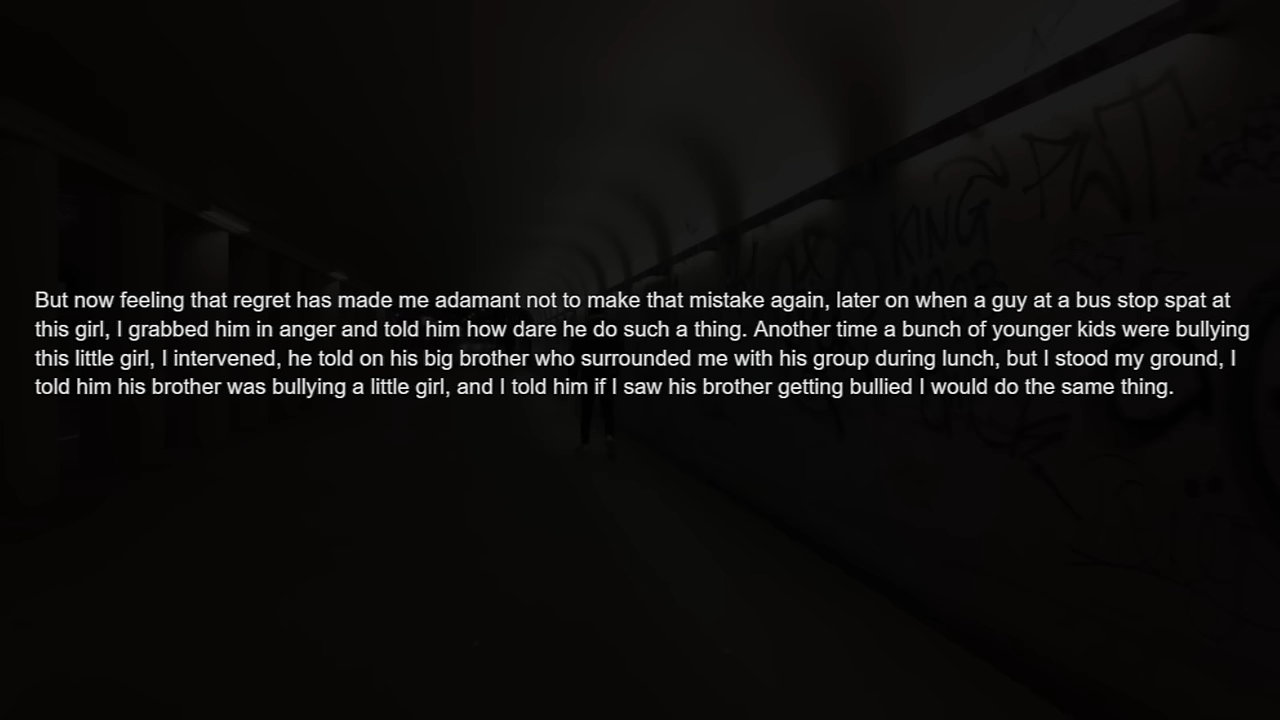 But now feeling that regret has made me adamant not to make that mistake again, later on when a guy at a bus stop spat at
this girl, I grabbed him in anger and told him how dare he do such a thing. Another time a bunch of younger kids were bullying
this little girl, I intervened, he told on his big brother who surrounded me with his group during lunch, but I stood my ground, I
told him his brother was bullying a little girl, and I told him if I saw his brother getting bullied I would do the same thing.
KING